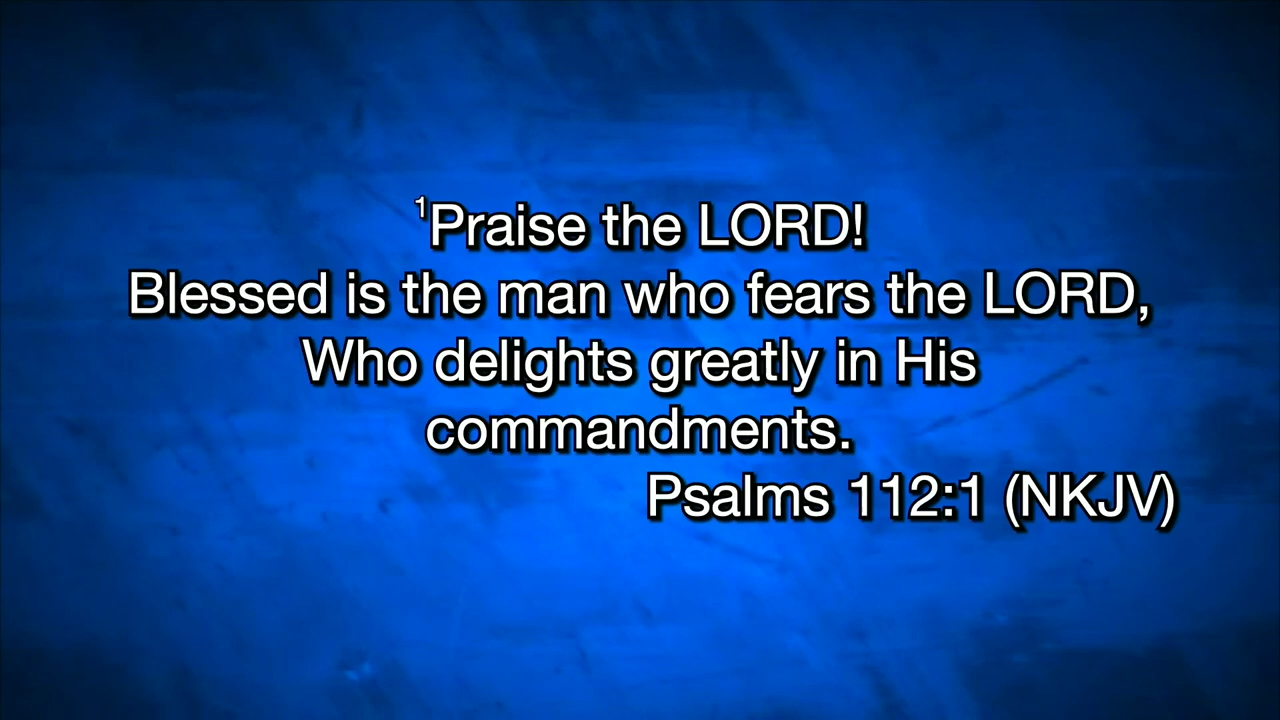 ¹Praise the LORD!
Blessed is the man who fears the LORD,
Who delights greatly in His
commandments.
Psalms 112:1 (NKJV)